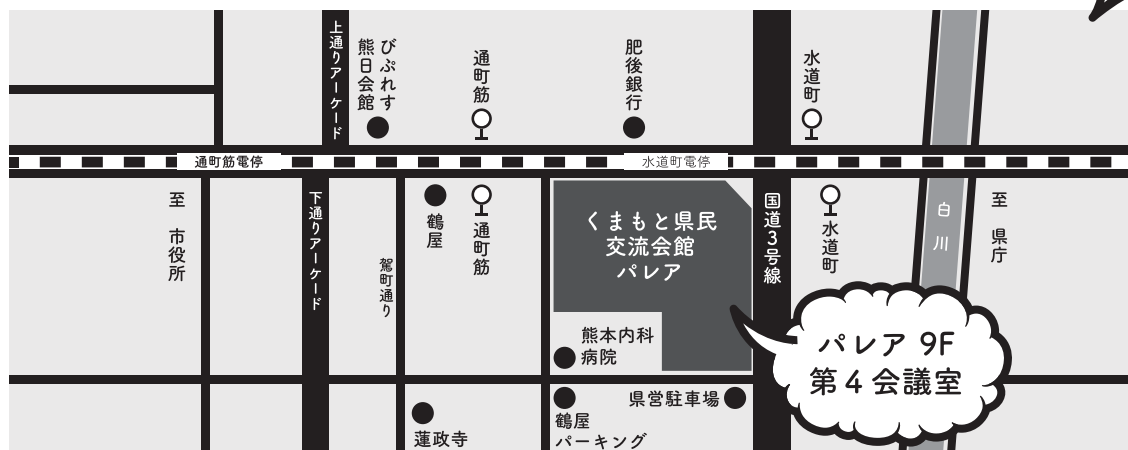 上通りアーケード
びぷれす
熊日会館
通町筋
肥後銀行
水道町
通町筋電停
水道町電停
至 市役所
下通りアーケード
駕町通り
鶴屋
通町筋
くまもと県民
交流会館
パレア
国道3号線
水道町
白川
至 県庁
熊本内科
病院
パレア 9F
第4会議室
蓮政寺
鶴屋
パーキング
県営駐車場